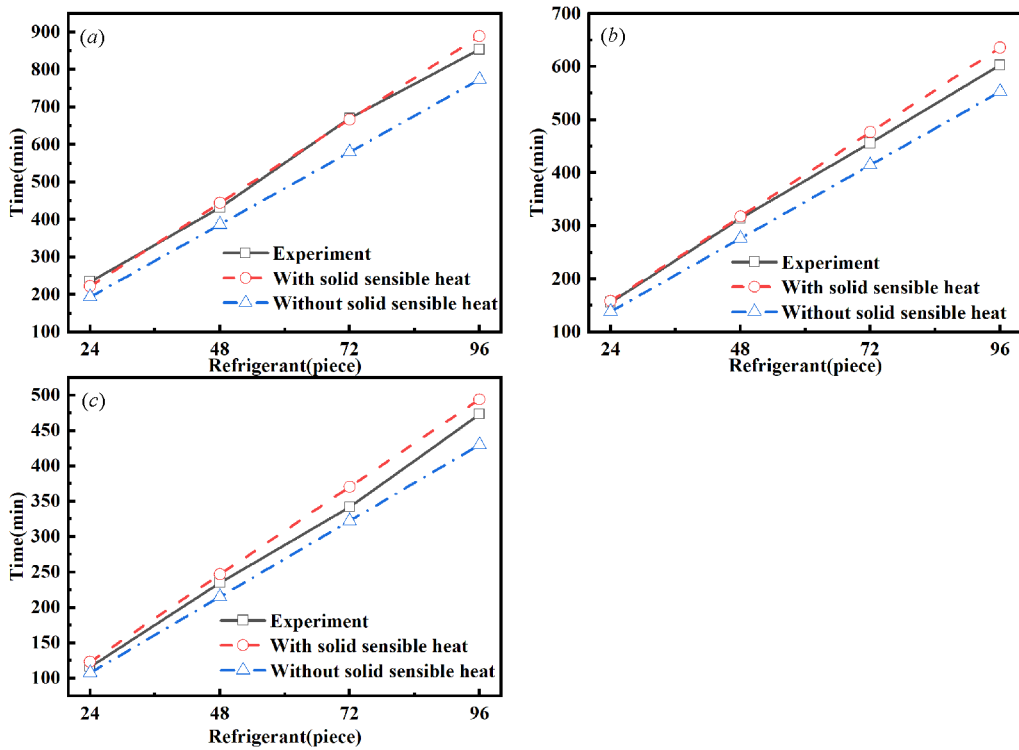 (a)
900
800
700
600
500
400
300
200
100
Time(min)
Experiment
With solid sensible heat
Without solid sensible heat
24 48 72 96
Refrigerant(piece)
(b)
700
600
500
400
300
200
100
Time(min)
Experiment
With solid sensible heat
Without solid sensible heat
24 48 72 96
Refrigerant(piece)
(c)
500
450
400
350
300
250
200
150
100
Time(min)
Experiment
With solid sensible heat
Without solid sensible heat
24 48 72 96
Refrigerant(piece)